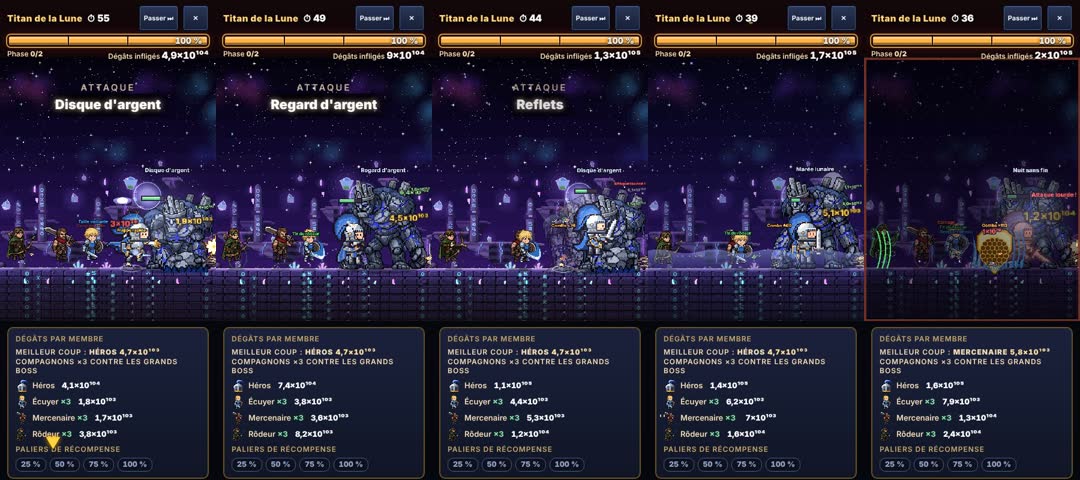 Titan de la Lune ⏱ 55
Passer ⏭
×
100 %
Phase 0/2
Dégâts infligés 4,9×10¹⁰⁴
ATTAQUE
Disque d'argent
Disque d'argent
DÉGÂTS PAR MEMBRE
MEILLEUR COUP : HÉROS 4,7×10¹⁰³
COMPAGNONS ×3 CONTRE LES GRANDS
BOSS
Héros 4,1×10¹⁰⁴
Écuyer ×3 1,8×10¹⁰³
Mercenaire ×3 1,7×10¹⁰³
Rôdeur ×3 3,8×10¹⁰³
PALIERS DE RÉCOMPENSE
25 % 50 % 75 % 100 %
Titan de la Lune ⏱ 49
Passer ⏭
×
100 %
Phase 0/2
Dégâts infligés 9×10¹⁰⁴
ATTAQUE
Regard d'argent
Regard d'argent
4,5×10¹⁰³
DÉGÂTS PAR MEMBRE
MEILLEUR COUP : HÉROS 4,7×10¹⁰³
COMPAGNONS ×3 CONTRE LES GRANDS
BOSS
Héros 7,4×10¹⁰⁴
Écuyer ×3 3,8×10¹⁰³
Mercenaire ×3 3,6×10¹⁰³
Rôdeur ×3 8,2×10¹⁰³
PALIERS DE RÉCOMPENSE
25 % 50 % 75 % 100 %
Titan de la Lune ⏱ 44
Passer ⏭
×
100 %
Phase 0/2
Dégâts infligés 1,3×10¹⁰⁵
ATTAQUE
Reflets
Disque d'argent
DÉGÂTS PAR MEMBRE
MEILLEUR COUP : HÉROS 4,7×10¹⁰³
COMPAGNONS ×3 CONTRE LES GRANDS
BOSS
Héros 1,1×10¹⁰⁵
Écuyer ×3 4,4×10¹⁰³
Mercenaire ×3 5,3×10¹⁰³
Rôdeur ×3 1,2×10¹⁰⁴
PALIERS DE RÉCOMPENSE
25 % 50 % 75 % 100 %
Titan de la Lune ⏱ 39
Passer ⏭
×
100 %
Phase 0/2
Dégâts infligés 1,7×10¹⁰⁵
Marée lunaire
5,1×10¹⁰³
DÉGÂTS PAR MEMBRE
MEILLEUR COUP : HÉROS 4,7×10¹⁰³
COMPAGNONS ×3 CONTRE LES GRANDS
BOSS
Héros 1,4×10¹⁰⁵
Écuyer ×3 6,2×10¹⁰³
Mercenaire ×3 7×10¹⁰³
Rôdeur ×3 1,6×10¹⁰⁴
PALIERS DE RÉCOMPENSE
25 % 50 % 75 % 100 %
Titan de la Lune ⏱ 36
Passer ⏭
×
100 %
Phase 0/2
Dégâts infligés 2×10¹⁰⁵
Nuit sans fin
Attaque lourde !
1,2×10¹⁰⁴
DÉGÂTS PAR MEMBRE
MEILLEUR COUP : MERCENAIRE 5,8×10¹⁰³
COMPAGNONS ×3 CONTRE LES GRANDS
BOSS
Héros 1,6×10¹⁰⁵
Écuyer ×3 7,9×10¹⁰³
Mercenaire ×3 1,3×10¹⁰⁴
Rôdeur ×3 2,4×10¹⁰⁴
PALIERS DE RÉCOMPENSE
25 % 50 % 75 % 100 %